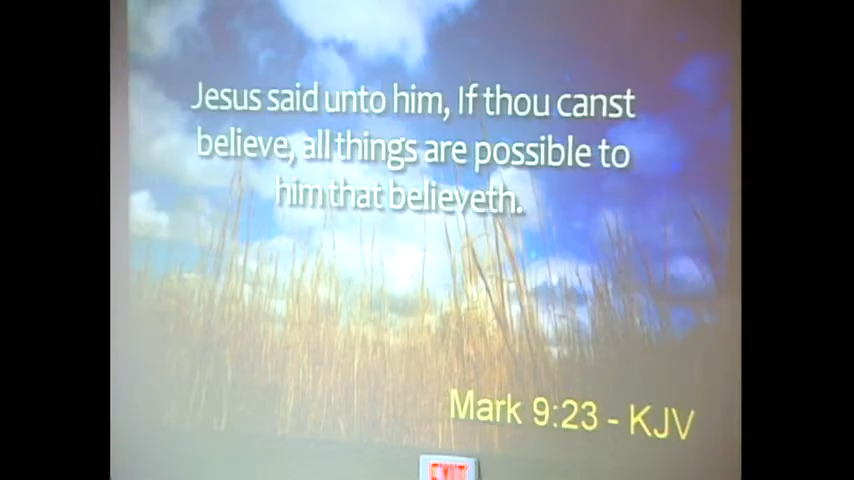 Jesus said unto him, If thou canst
believe, all things are possible to
him that believeth.
Mark 9:23 - KJV